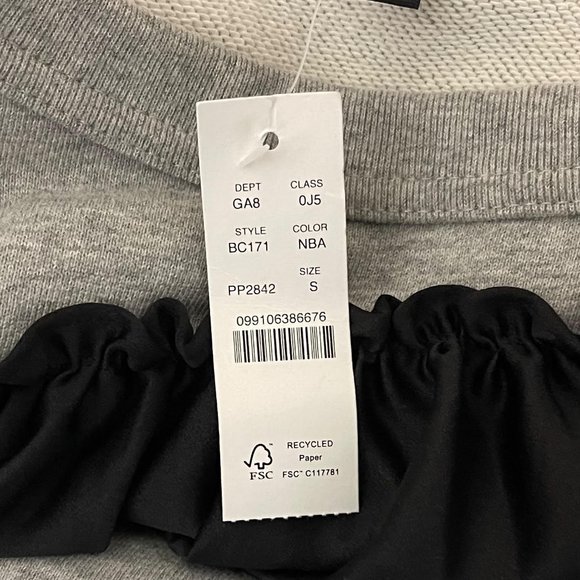 DEPT CLASS
GA8 0J5
STYLE COLOR
BC171 NBA
SIZE
PP2842 S
099106386676
RECYCLED
Paper
FSC™ C117781
FSC